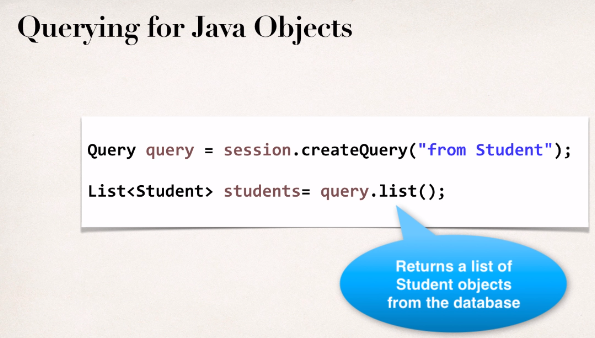 Querying for Java Objects
Query query = session.createQuery("from Student");
List<Student> students= query.list();
Returns a list of
Student objects
from the database